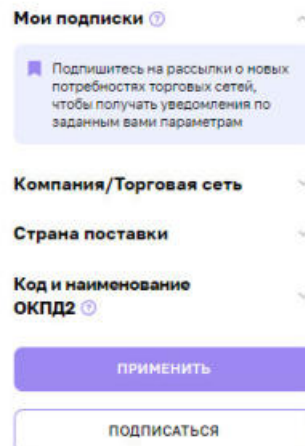 Мои подписки
Подпишитесь на рассылки о новых
потребностях торговых сетей,
чтобы получать уведомления по
заданным вами параметрам
Компания/Торговая сеть
Страна поставки
Код и наименование
ОКПД2
ПРИМЕНИТЬ
ПОДПИСАТЬСЯ